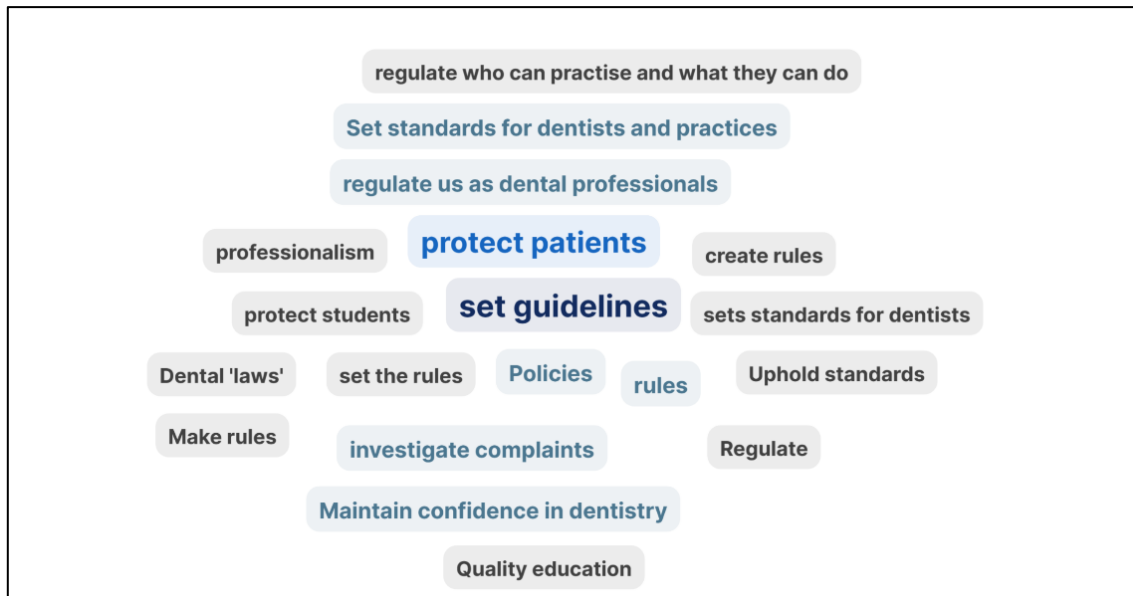 regulate who can practise and what they can do
Set standards for dentists and practices
regulate us as dental professionals
professionalism
protect patients
create rules
protect students
set guidelines
sets standards for dentists
Dental 'laws'
set the rules
Policies
rules
Uphold standards
Make rules
investigate complaints
Regulate
Maintain confidence in dentistry
Quality education